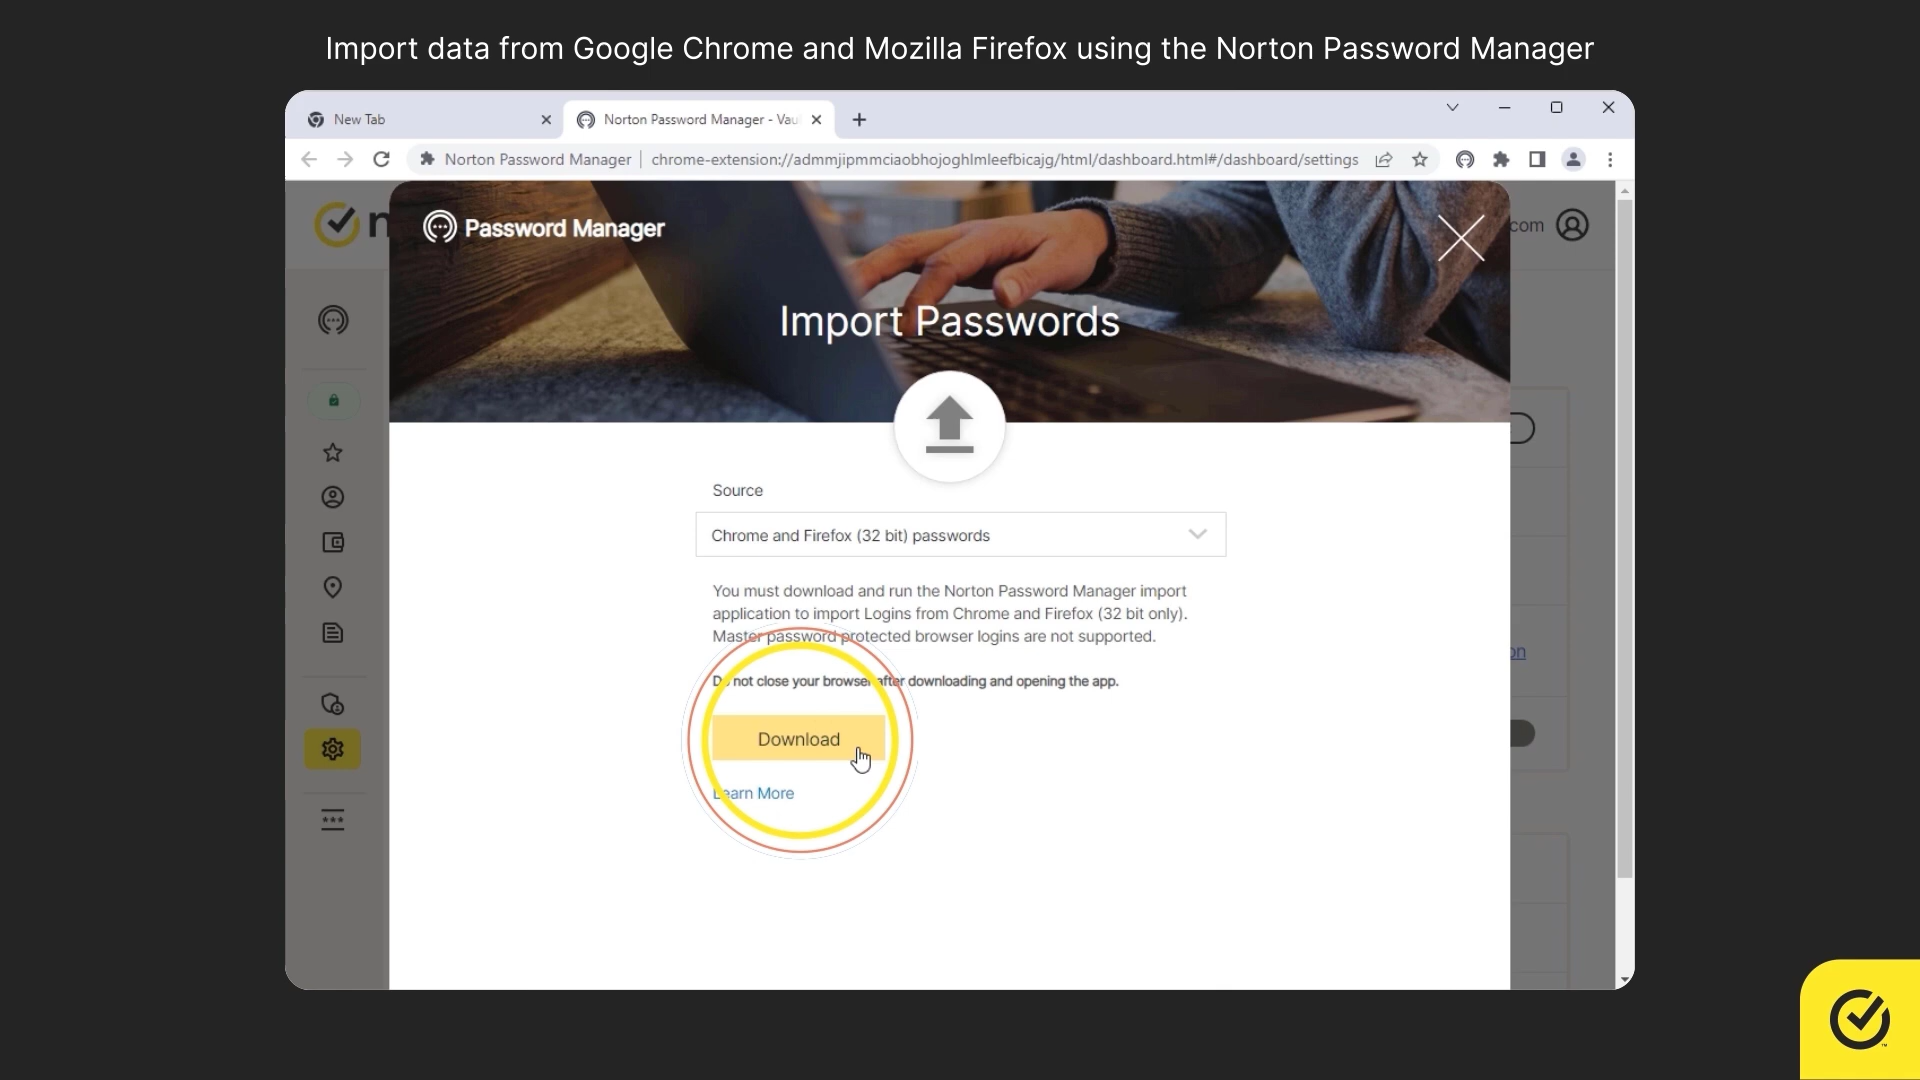 Import data from Google Chrome and Mozilla Firefox using the Norton Password Manager
New Tab
Norton Password Manager - Vau
Norton Password Manager
chrome-extension://admmjipmmciaobhojoghlmleefbicajg/html/dashboard.html#/dashboard/settings
n
Password Manager
com
Import Passwords
Source
Chrome and Firefox (32 bit) passwords
You must download and run the Norton Password Manager import
application to import Logins from Chrome and Firefox (32 bit only).
Master password protected browser logins are not supported.
on
Do not close your browser after downloading and opening the app.
Download
Learn More